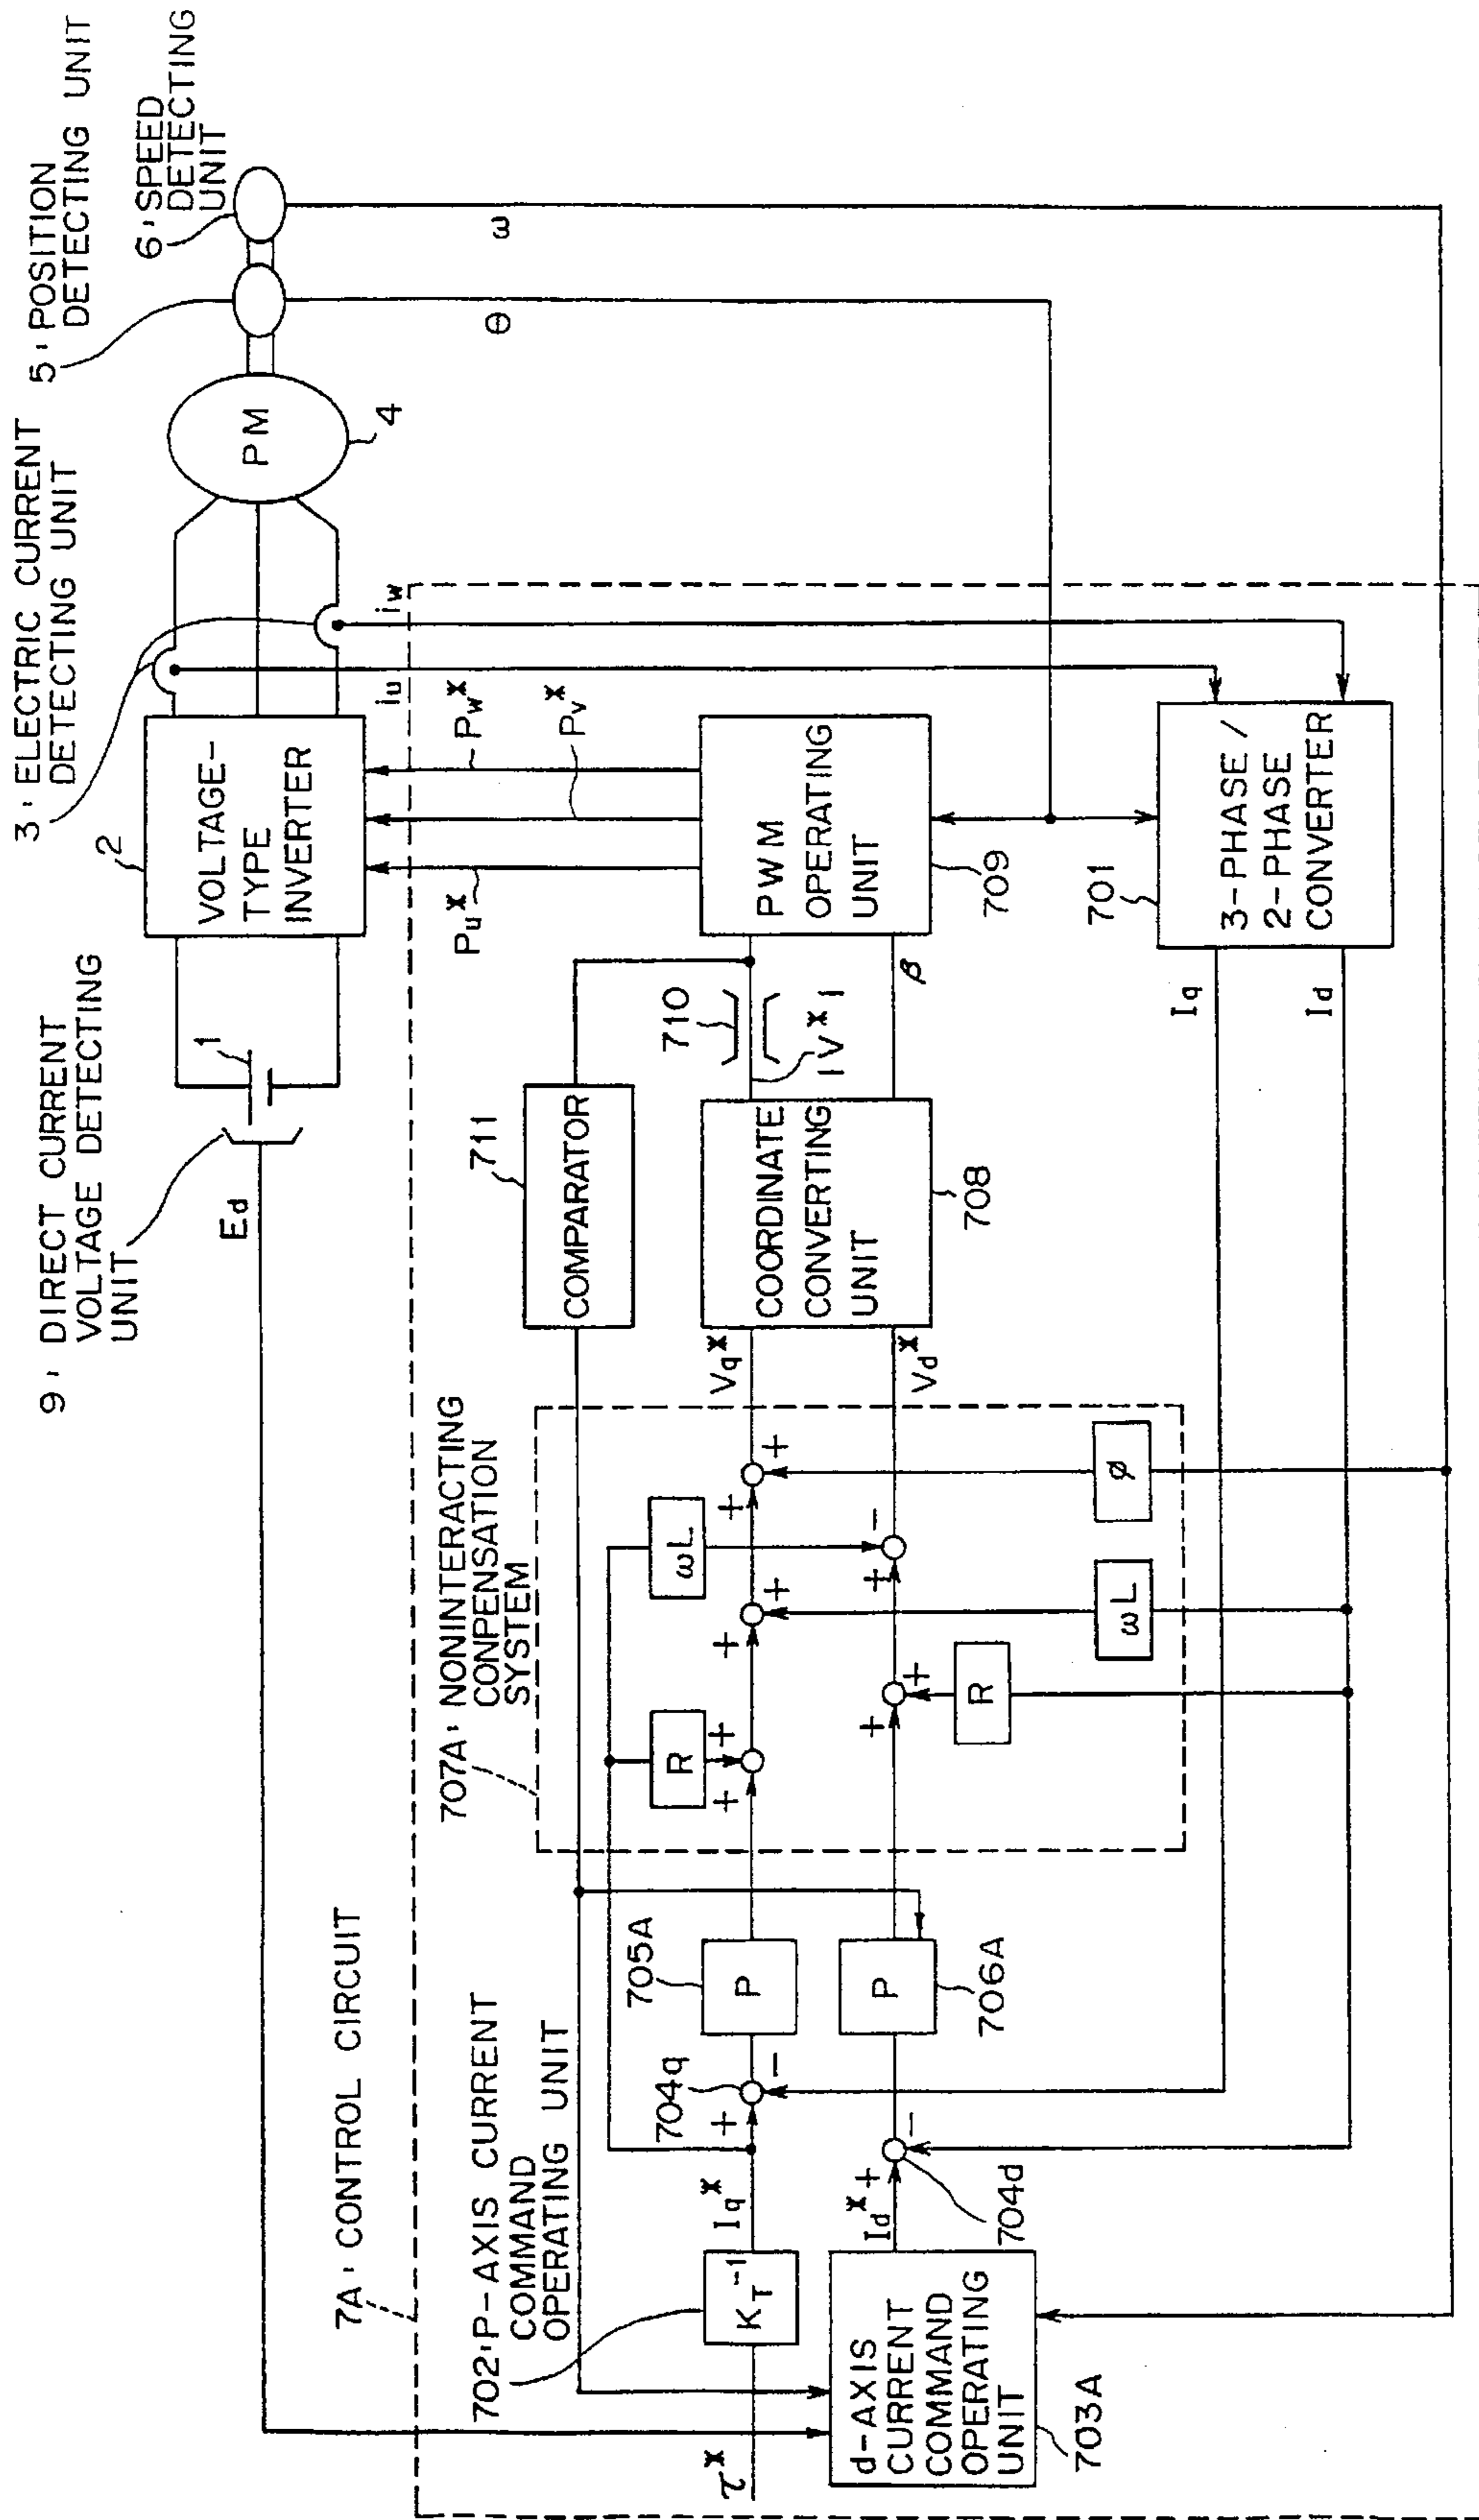 9: DIRECT CURRENT
VOLTAGE DETECTING
UNIT
3: ELECTRIC CURRENT
DETECTING UNIT
5: POSITION
DETECTING UNIT
6: SPEED
DETECTING
UNIT
1
2
VOLTAGE-
TYPE
INVERTER
PM
4
Ed
iu
iw
θ
ω
7A: CONTROL CIRCUIT
Pu*
Pv*
Pw*
711
COMPARATOR
707A: NONINTERACTING
CONPENSATION
SYSTEM
702: P-AXIS CURRENT
COMMAND
OPERATING UNIT
τ*
KT-1
Iq*
704q
+
-
705A
P
R
+
+
+
+
ωL
+
+
Vq*
COORDINATE
CONVERTING
UNIT
708
710
|V*|
β
PWM
OPERATING
UNIT
709
d-AXIS
CURRENT
COMMAND
OPERATING
UNIT
703A
Id*
+
-
704d
P
706A
+
+
R
+
-
ωL
φ
Vd*
Iq
Id
701
3-PHASE /
2-PHASE
CONVERTER